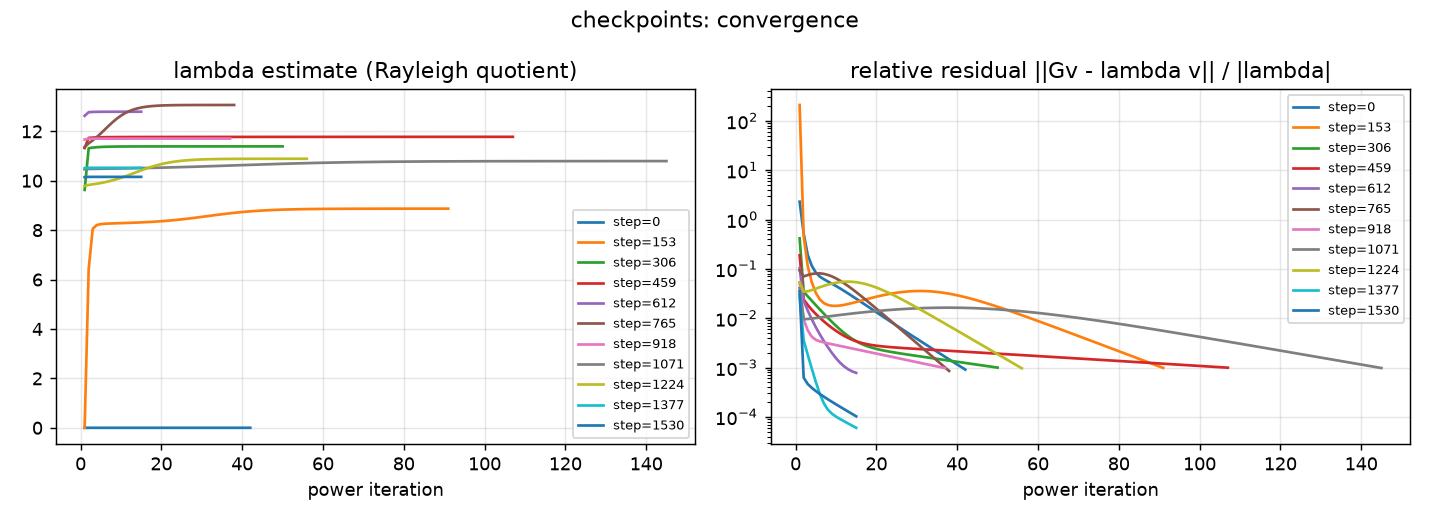 checkpoints: convergence
lambda estimate (Rayleigh quotient)
12
10
8
6
4
2
0
0 20 40 60 80 100 120 140
power iteration
step=0
step=153
step=306
step=459
step=612
step=765
step=918
step=1071
step=1224
step=1377
step=1530
relative residual ||Gv - lambda v|| / |lambda|
10²
10¹
10⁰
10⁻¹
10⁻²
10⁻³
10⁻⁴
0 20 40 60 80 100 120 140
power iteration
step=0
step=153
step=306
step=459
step=612
step=765
step=918
step=1071
step=1224
step=1377
step=1530